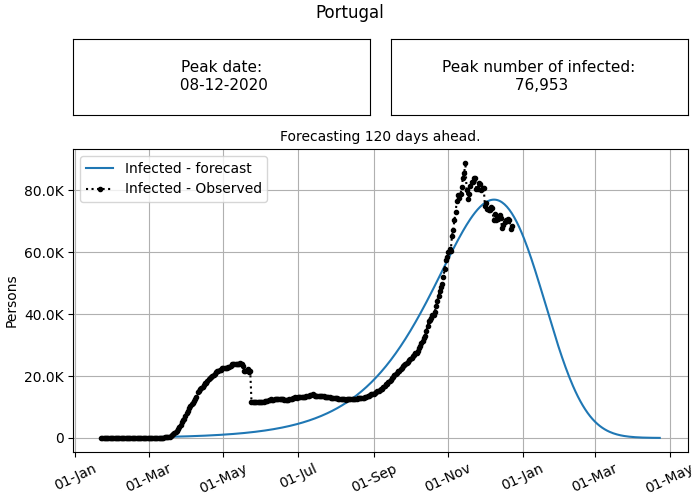 Portugal
Peak date:
08-12-2020
Peak number of infected:
76,953
Forecasting 120 days ahead.
Infected - forecast
Infected - Observed
80.0K
60.0K
40.0K
20.0K
0
Persons
01-Jan
01-Mar
01-May
01-Jul
01-Sep
01-Nov
01-Jan
01-Mar
01-May